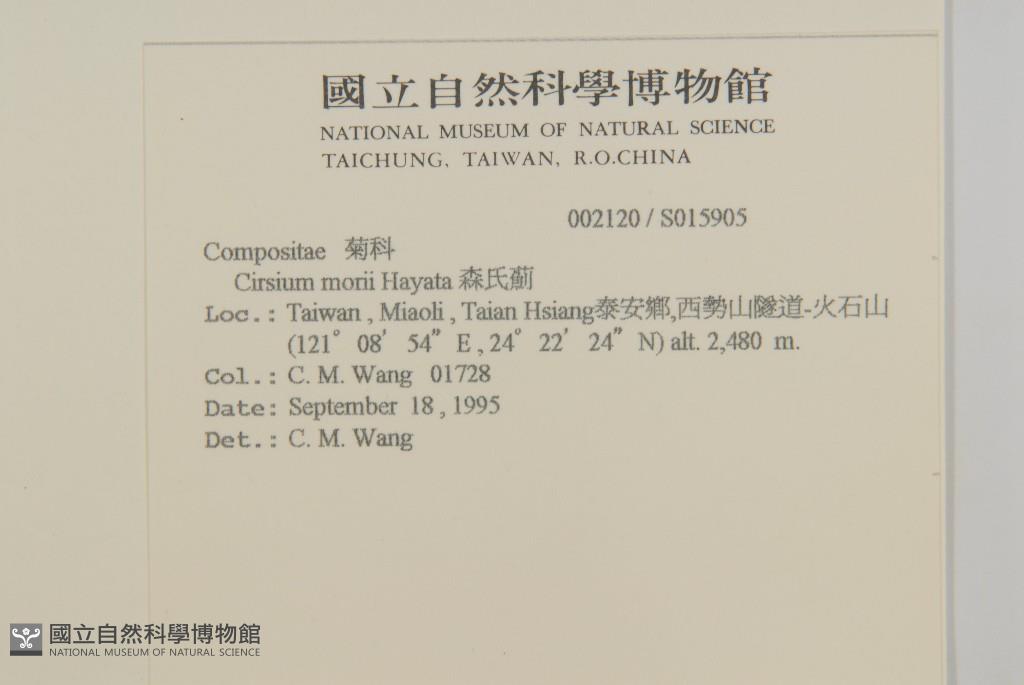 國立自然科學博物館
NATIONAL MUSEUM OF NATURAL SCIENCE
TAICHUNG, TAIWAN, R.O.CHINA
002120 / S015905
Compositae 菊科
Cirsium morii Hayata 森氏薊
Loc.: Taiwan , Miaoli , Taian Hsiang泰安鄉,西勢山隧道-火石山
(121° 08′ 54” E , 24° 22′ 24” N) alt. 2,480 m.
Col.: C. M. Wang 01728
Date: September 18 , 1995
Det.: C. M. Wang
國立自然科學博物館
NATIONAL MUSEUM OF NATURAL SCIENCE